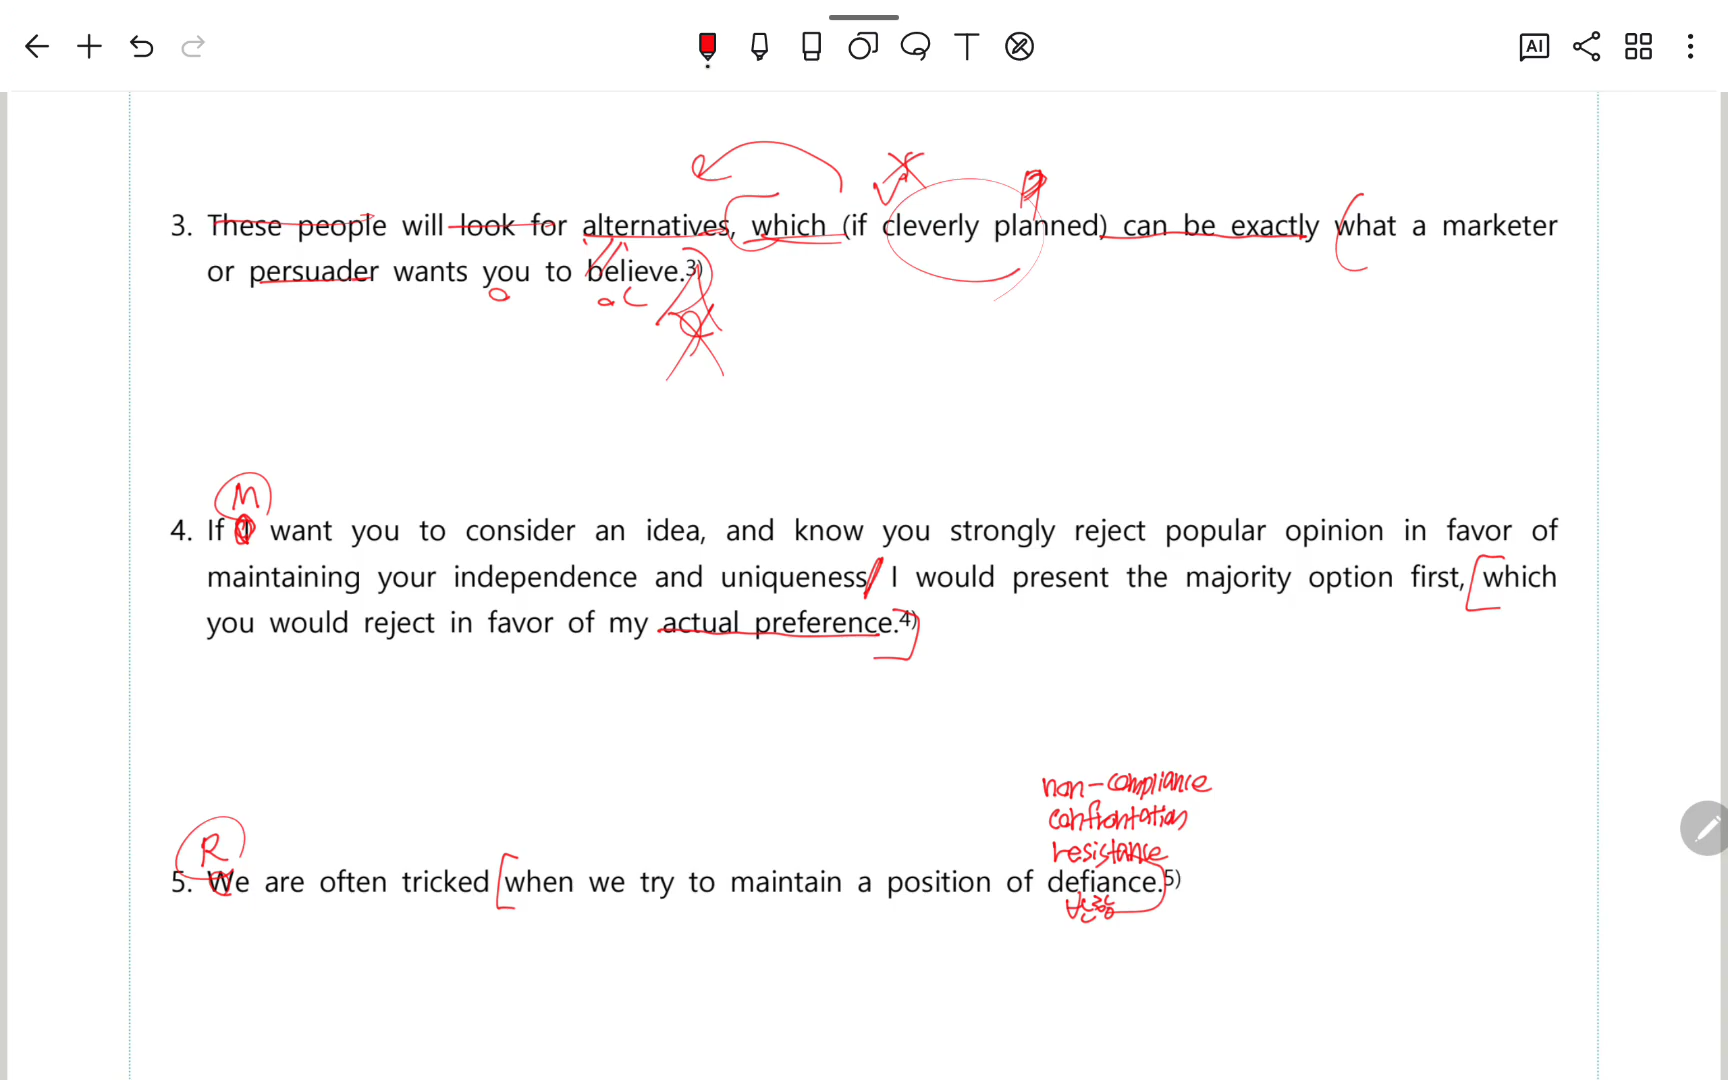 AI
3. These people will look for alternatives, which (if cleverly planned) can be exactly what a marketer
or persuader wants you to believe.3)
M
4. If I want you to consider an idea, and know you strongly reject popular opinion in favor of
maintaining your independence and uniqueness, I would present the majority option first, which
you would reject in favor of my actual preference.4)
non-compliance
confrontation
resistance
R
5. We are often tricked when we try to maintain a position of defiance.5)